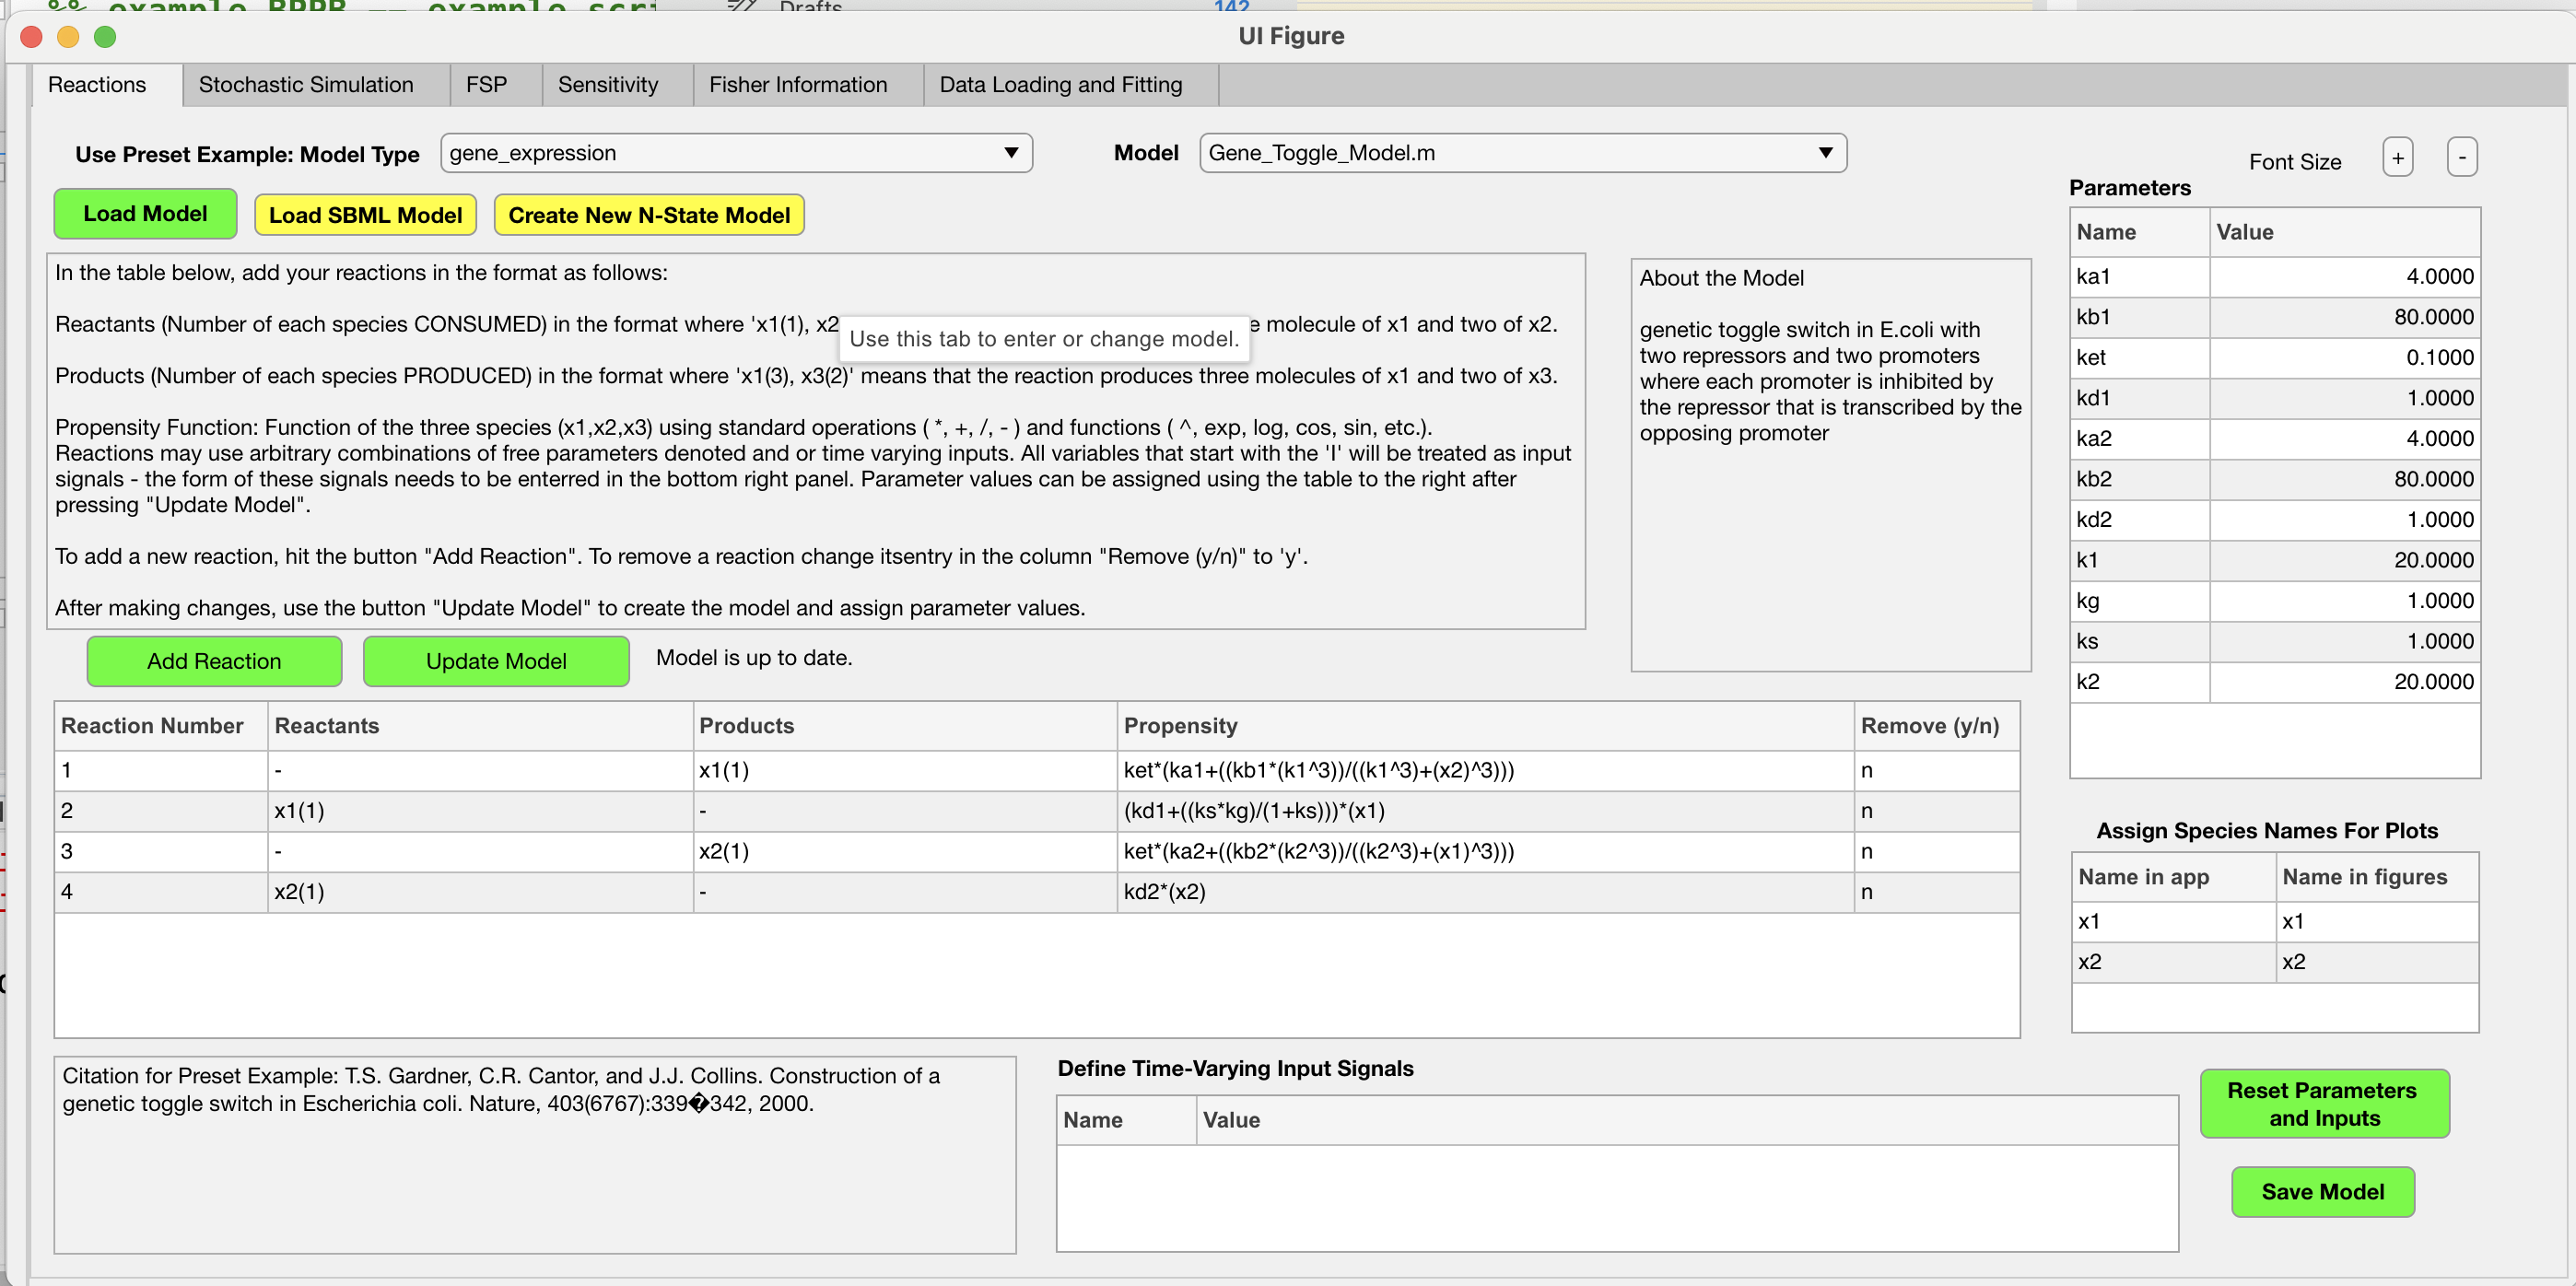 %% example BPPR == example scri
Drafts
142
UI Figure
Reactions Stochastic Simulation FSP Sensitivity Fisher Information Data Loading and Fitting
Use Preset Example: Model Type gene_expression Model Gene_Toggle_Model.m Font Size + -
Load Model Load SBML Model Create New N-State Model
In the table below, add your reactions in the format as follows:
Reactants (Number of each species CONSUMED) in the format where 'x1(1), x2 e molecule of x1 and two of x2.
Use this tab to enter or change model.
Products (Number of each species PRODUCED) in the format where 'x1(3), x3(2)' means that the reaction produces three molecules of x1 and two of x3.
Propensity Function: Function of the three species (x1,x2,x3) using standard operations ( *, +, /, - ) and functions ( ^, exp, log, cos, sin, etc.).
Reactions may use arbitrary combinations of free parameters denoted and or time varying inputs. All variables that start with the 'I' will be treated as input
signals - the form of these signals needs to be enterred in the bottom right panel. Parameter values can be assigned using the table to the right after
pressing "Update Model".
To add a new reaction, hit the button "Add Reaction". To remove a reaction change itsentry in the column "Remove (y/n)" to 'y'.
After making changes, use the button "Update Model" to create the model and assign parameter values.
About the Model
genetic toggle switch in E.coli with
two repressors and two promoters
where each promoter is inhibited by
the repressor that is transcribed by the
opposing promoter
Parameters
Name Value
ka1 4.0000
kb1 80.0000
ket 0.1000
kd1 1.0000
ka2 4.0000
kb2 80.0000
kd2 1.0000
k1 20.0000
kg 1.0000
ks 1.0000
k2 20.0000
Add Reaction Update Model Model is up to date.
Reaction Number Reactants Products Propensity Remove (y/n)
1 - x1(1) ket*(ka1+((kb1*(k1^3))/((k1^3)+(x2)^3))) n
2 x1(1) - (kd1+((ks*kg)/(1+ks)))*(x1) n
3 - x2(1) ket*(ka2+((kb2*(k2^3))/((k2^3)+(x1)^3))) n
4 x2(1) - kd2*(x2) n
Assign Species Names For Plots
Name in app Name in figures
x1 x1
x2 x2
Citation for Preset Example: T.S. Gardner, C.R. Cantor, and J.J. Collins. Construction of a
genetic toggle switch in Escherichia coli. Nature, 403(6767):339�342, 2000.
Define Time-Varying Input Signals
Name Value
Reset Parameters
and Inputs
Save Model